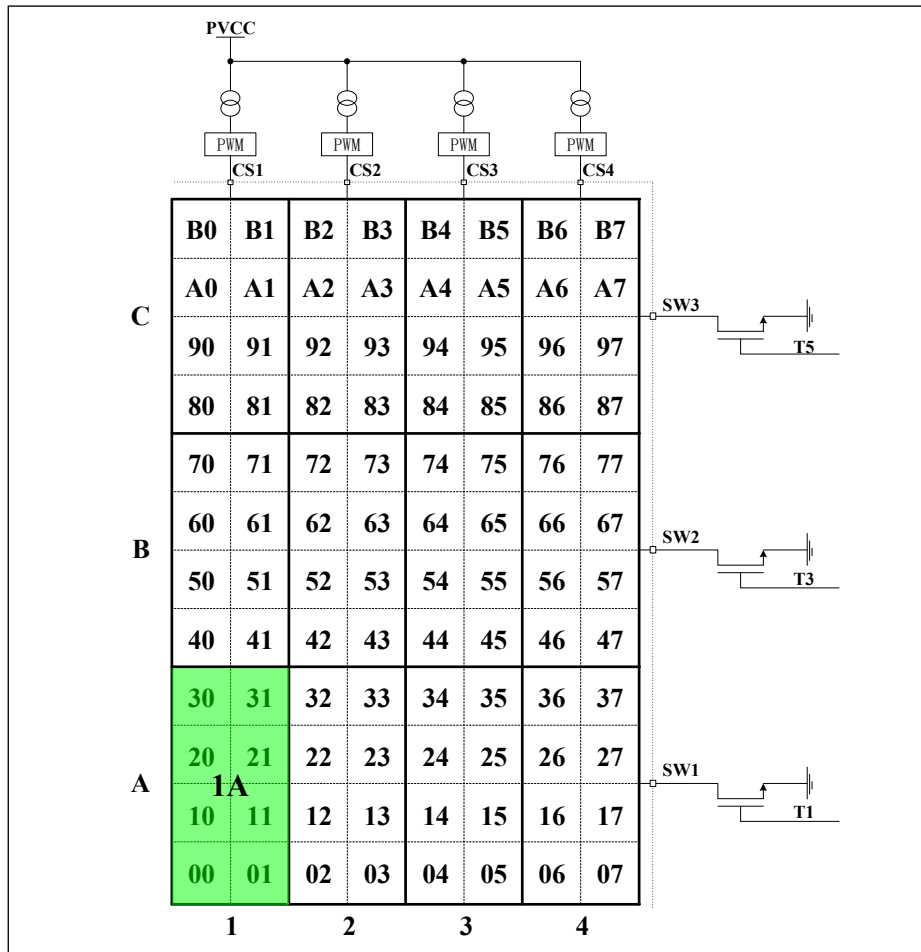 PVCC
PWM PWM PWM PWM
CS1 CS2 CS3 CS4
B0 B1 B2 B3 B4 B5 B6 B7
A0 A1 A2 A3 A4 A5 A6 A7
SW3
C
90 91 92 93 94 95 96 97
T5
80 81 82 83 84 85 86 87
70 71 72 73 74 75 76 77
60 61 62 63 64 65 66 67
SW2
B
50 51 52 53 54 55 56 57
T3
40 41 42 43 44 45 46 47
30 31 32 33 34 35 36 37
20 21 22 23 24 25 26 27
SW1
A
1A
10 11 12 13 14 15 16 17
T1
00 01 02 03 04 05 06 07
1 2 3 4